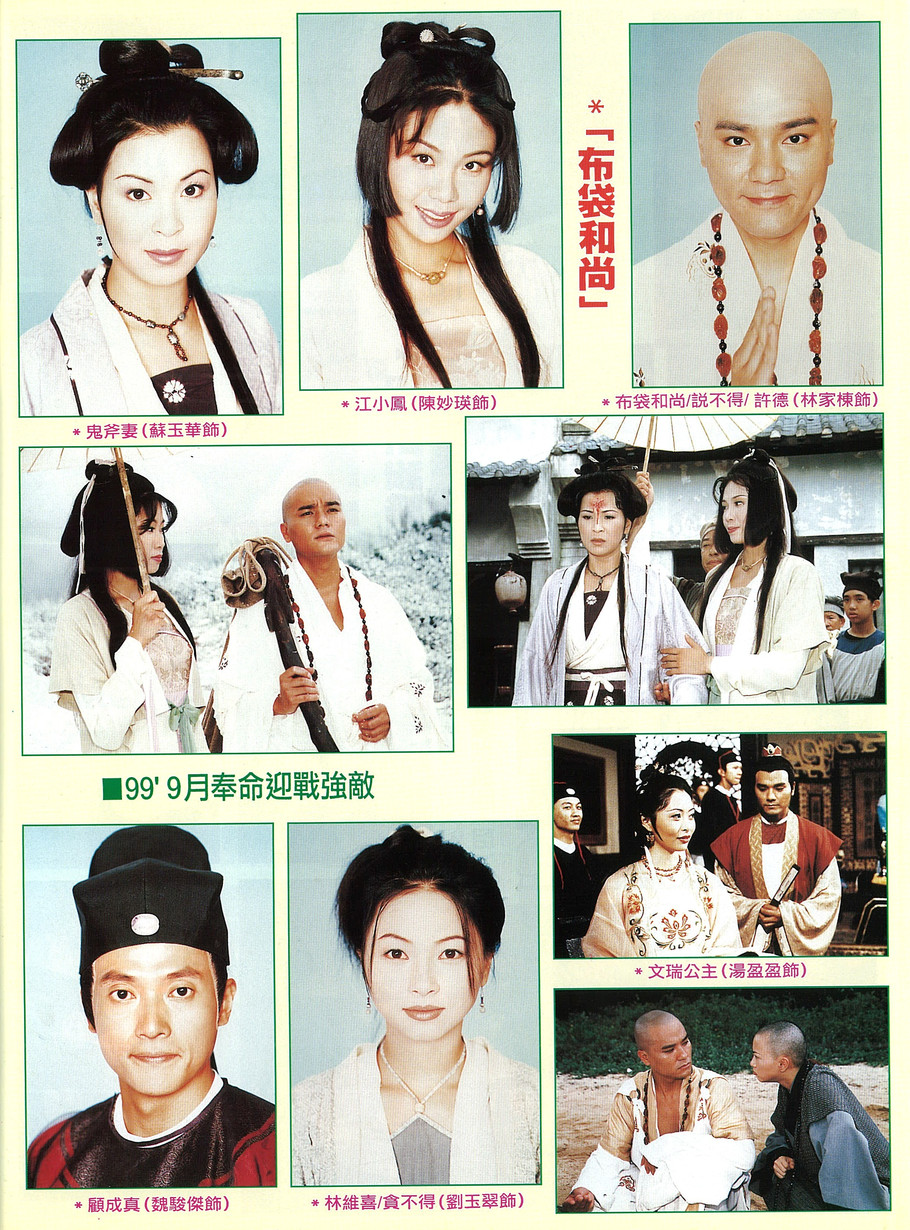 *「布袋和尚」
*鬼斧妻(蘇玉華飾)
*江小鳳(陳妙瑛飾)
*布袋和尚/説不得/許德(林家棟飾)
■99' 9月奉命迎戰強敵
*文瑞公主(湯盈盈飾)
*顧成真(魏駿傑飾)
*林維喜/貪不得(劉玉翠飾)